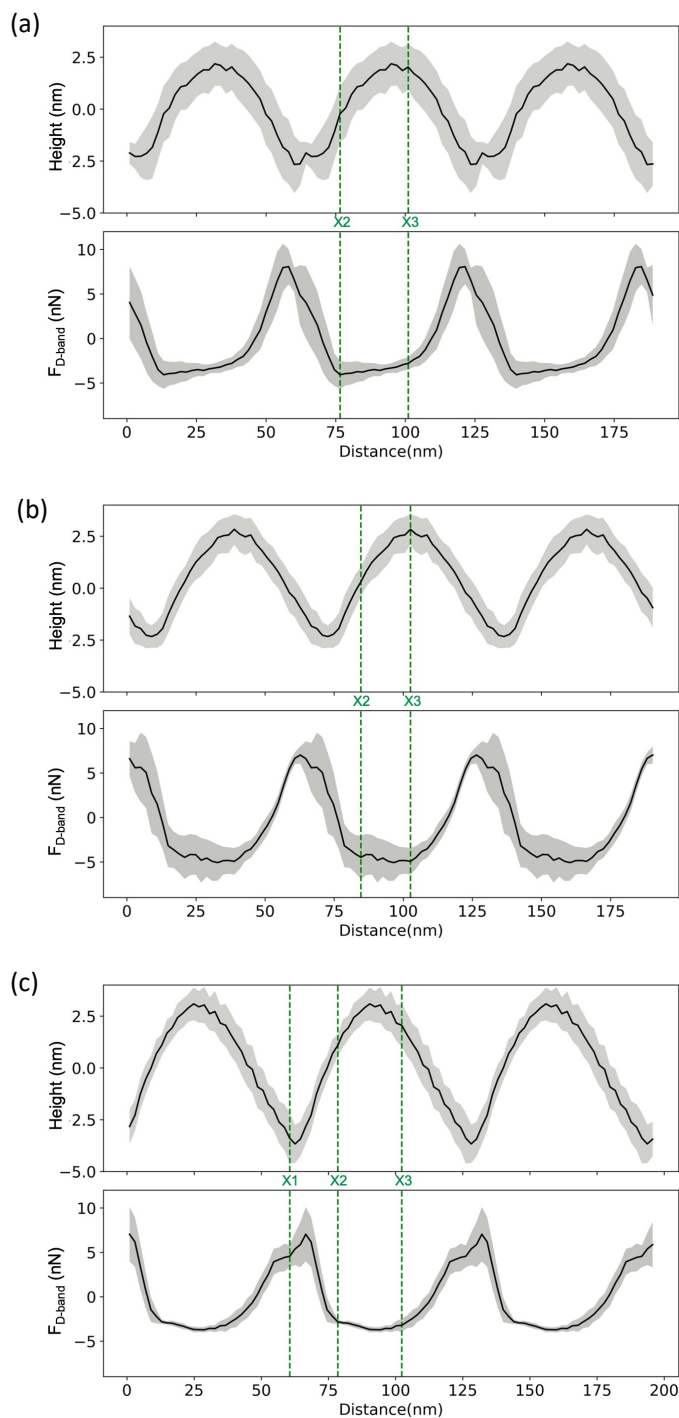 (a)
Height (nm)
2.5
0.0
−2.5
−5.0
X2 X3
F_D-band (nN)
10
5
0
−5
0 25 50 75 100 125 150 175
Distance(nm)
(b)
Height (nm)
2.5
0.0
−2.5
−5.0
X2 X3
F_D-band (nN)
10
5
0
−5
0 25 50 75 100 125 150 175
Distance(nm)
(c)
Height (nm)
2.5
0.0
−2.5
−5.0
X1 X2 X3
F_D-band (nN)
10
5
0
−5
0 25 50 75 100 125 150 175 200
Distance(nm)